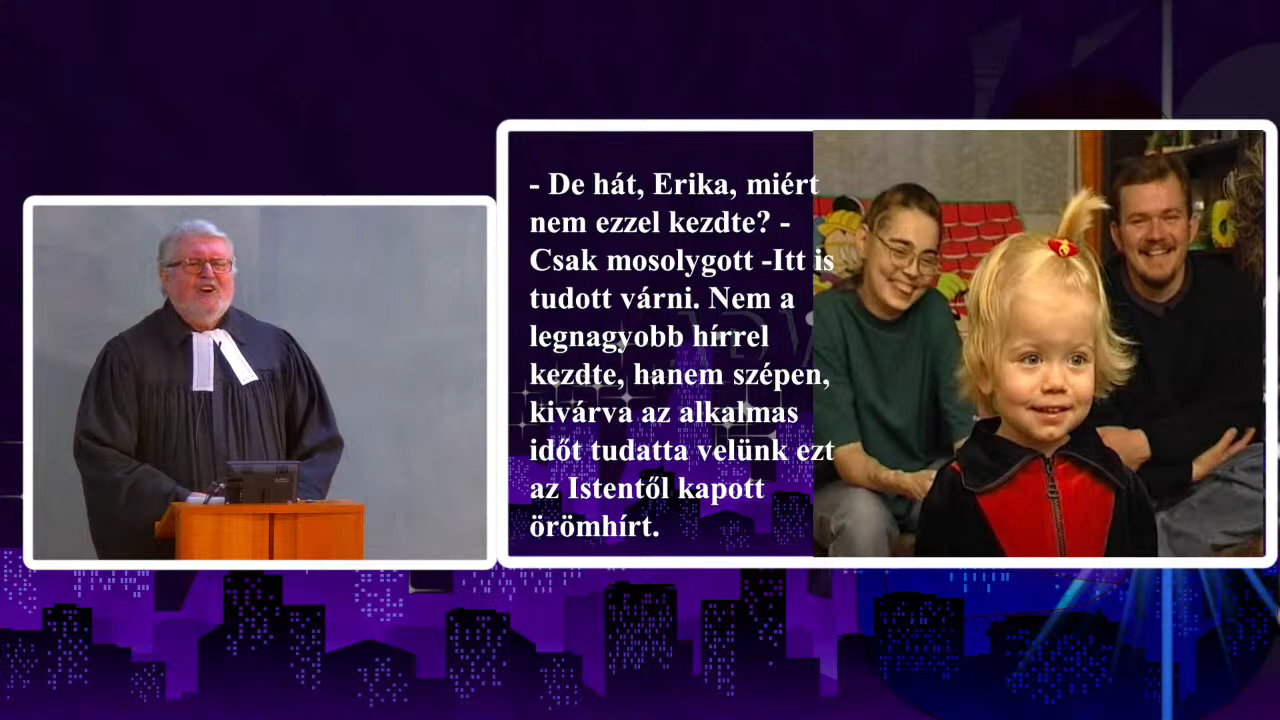 - De hát, Erika, miért
nem ezzel kezdte? -
Csak mosolygott -Itt is
tudott várni. Nem a
legnagyobb hírrel
kezdte, hanem szépen,
kivárva az alkalmas
időt tudatta velünk ezt
az Istentől kapott
örömhírt.